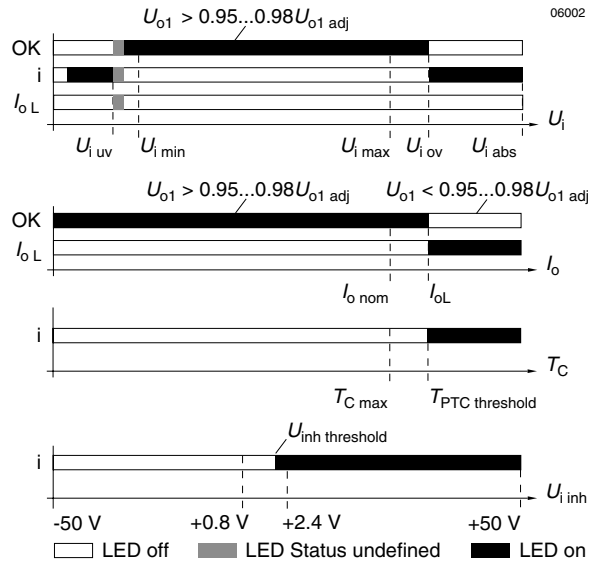 06002
U_o1 > 0.95...0.98U_o1 adj
OK
i
I_o L
U_i
U_i uv U_i min U_i max U_i ov U_i abs
U_o1 > 0.95...0.98U_o1 adj U_o1 < 0.95...0.98U_o1 adj
OK
I_o L
I_o
I_o nom I_oL
i
T_C
T_C max T_PTC threshold
U_inh threshold
i
U_i inh
-50 V +0.8 V +2.4 V +50 V
LED off LED Status undefined LED on